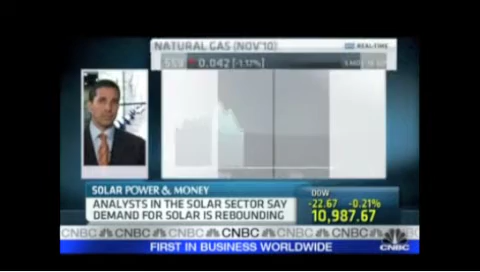 NATURAL GAS (NOV'10)
REAL-TIME
0.042 [-1.17%]
SOLAR POWER & MONEY
ANALYSTS IN THE SOLAR SECTOR SAY
DEMAND FOR SOLAR IS REBOUNDING
DOW
-22.67 -0.21%
10,987.67
CNBC CNBC CNBC CNBC CNBC CNBC
FIRST IN BUSINESS WORLDWIDE
CNBC